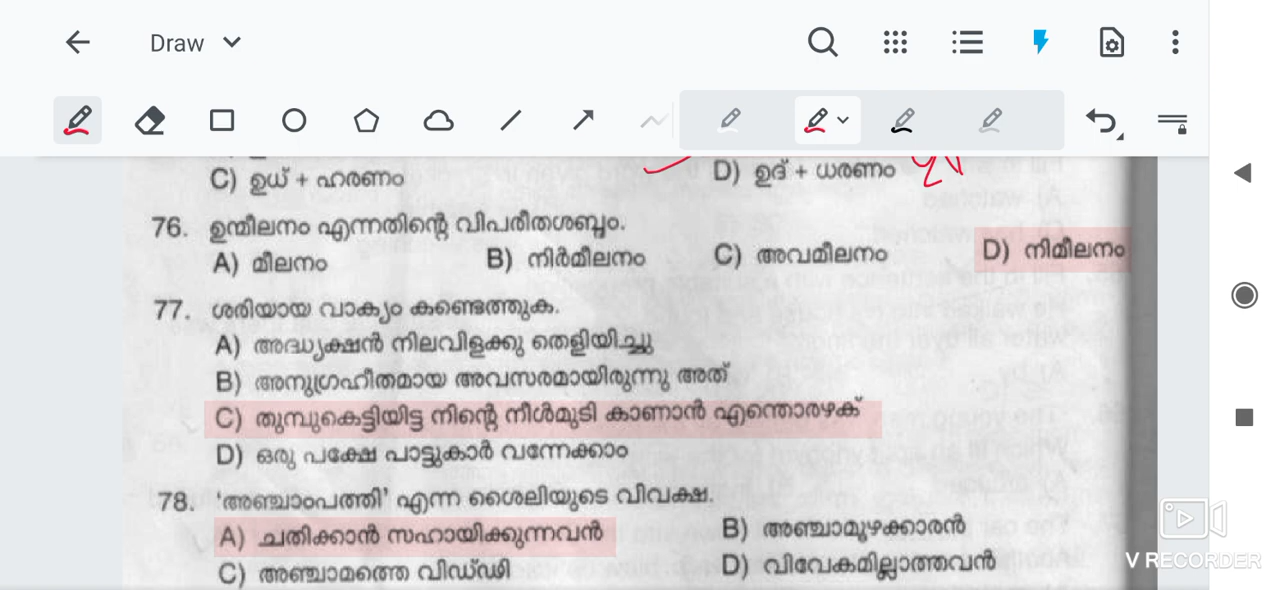 Draw
C) ഉധ് + ഹരണം D) ഉദ് + ധരണം
76. ഉന്മീലനം എന്നതിന്റെ വിപരീതശബ്ദം.
A) മീലനം B) നിർമീലനം C) അവമീലനം D) നിമീലനം
77. ശരിയായ വാക്യം കണ്ടെത്തുക.
A) അദ്ധ്യക്ഷൻ നിലവിളക്കു തെളിയിച്ചു
B) അനുഗ്രഹീതമായ അവസരമായിരുന്നു അത്
C) തുമ്പുകെട്ടിയിട്ട നിന്റെ നീൾമുടി കാണാൻ എന്തൊരഴക്
D) ഒരു പക്ഷേ പാട്ടുകാർ വന്നേക്കാം
78. 'അഞ്ചാംപത്തി' എന്ന ശൈലിയുടെ വിവക്ഷ.
A) ചതിക്കാൻ സഹായിക്കുന്നവൻ B) അഞ്ചാമൂഴക്കാരൻ
C) അഞ്ചാമത്തെ വിഡ്ഢി D) വിവേകമില്ലാത്തവൻ
V RECORDER